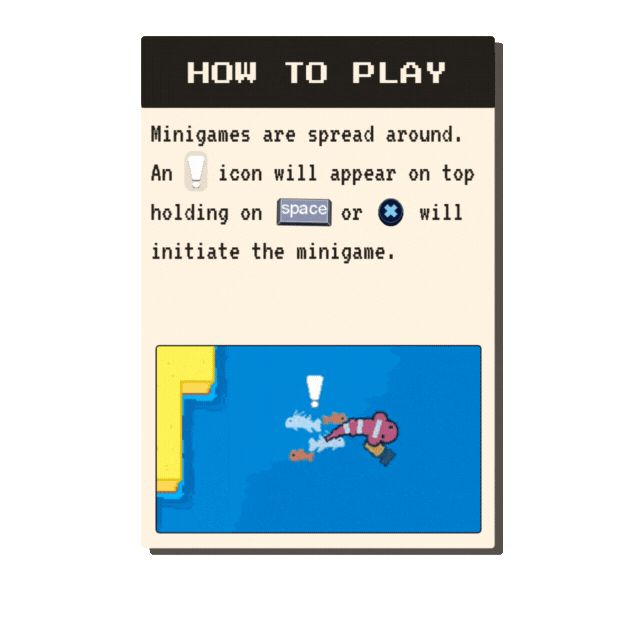 HOW TO PLAY
Minigames are spread around.
An ! icon will appear on top
holding on space or ✖ will
initiate the minigame.
!